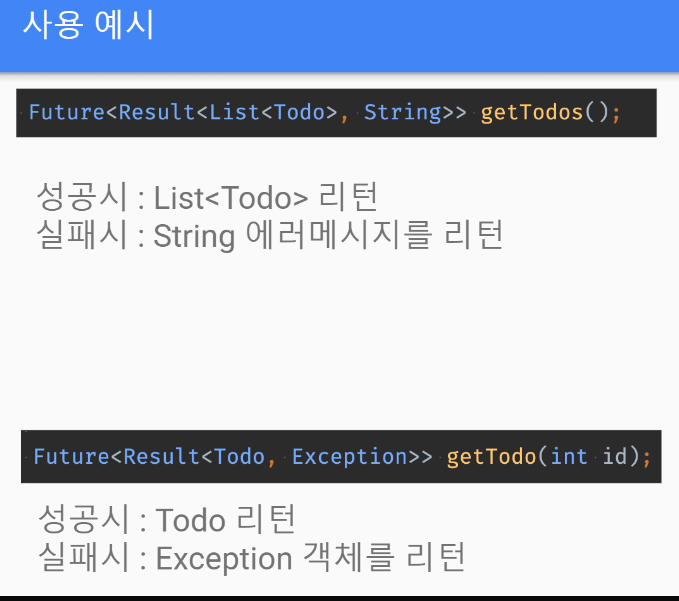 사용 예시
Future<Result<List<Todo>, String>> getTodos();
성공시 : List<Todo> 리턴
실패시 : String 에러메시지를 리턴
Future<Result<Todo, Exception>> getTodo(int id);
성공시 : Todo 리턴
실패시 : Exception 객체를 리턴